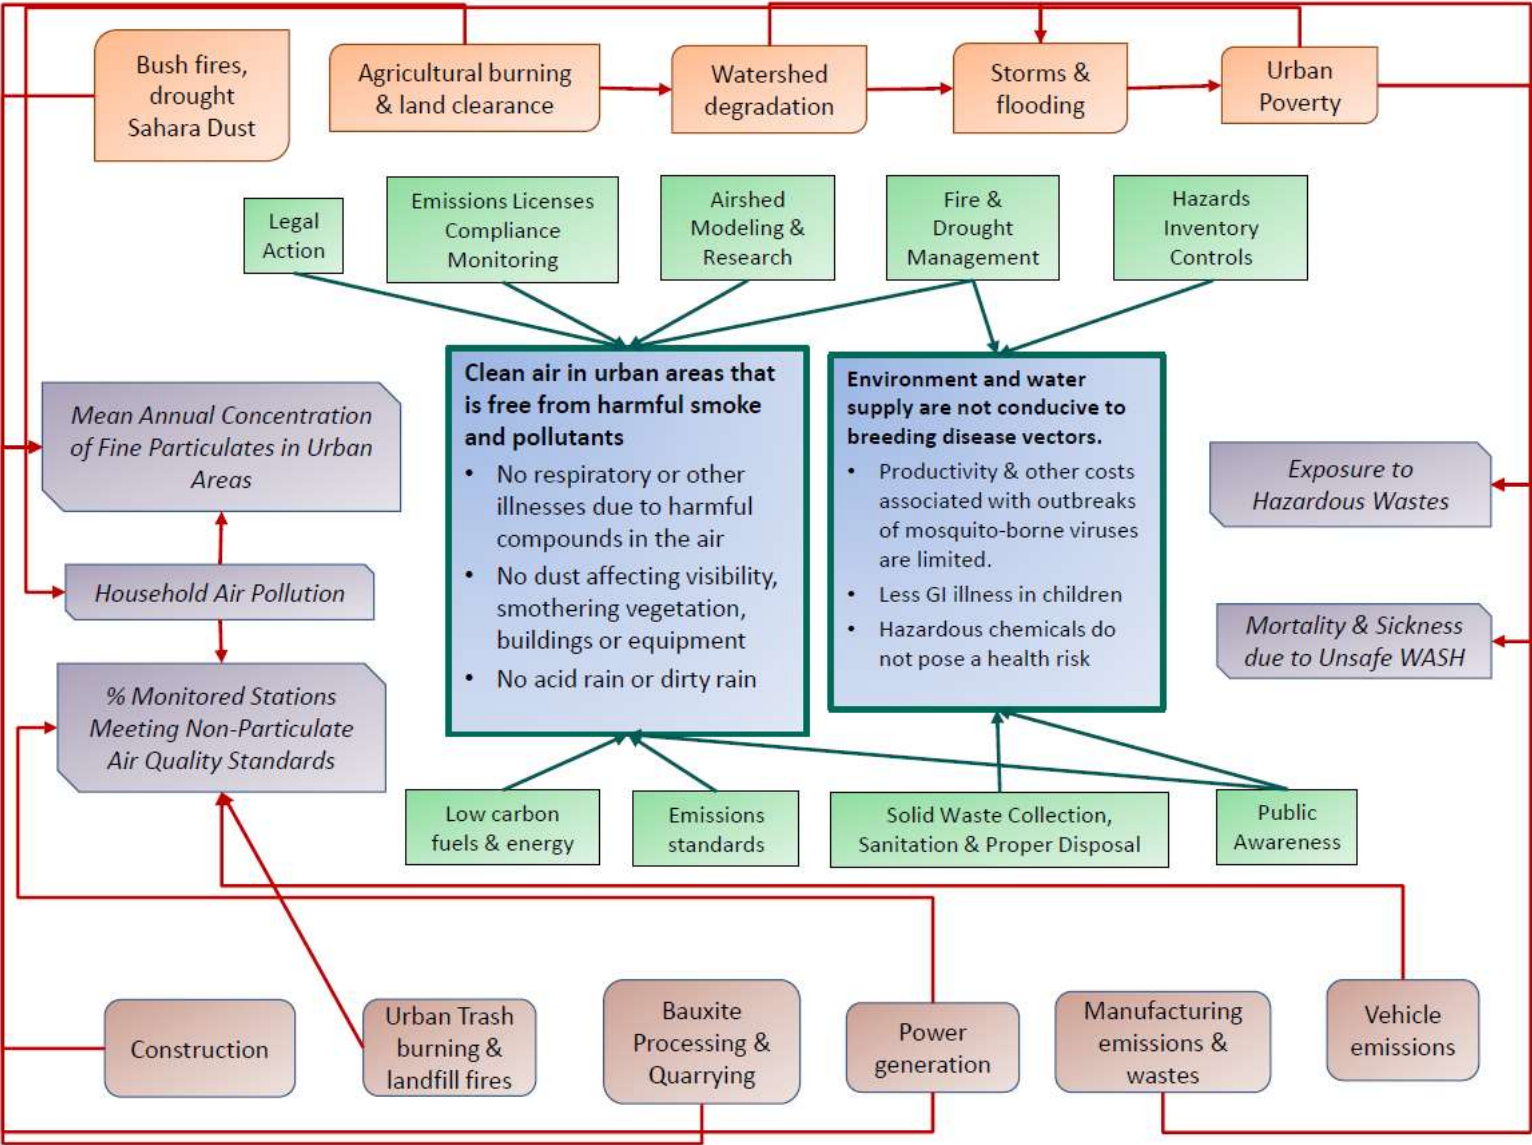 Bush fires,
drought
Sahara Dust
Agricultural burning
& land clearance
Watershed
degradation
Storms &
flooding
Urban
Poverty
Legal
Action
Emissions Licenses
Compliance
Monitoring
Airshed
Modeling &
Research
Fire &
Drought
Management
Hazards
Inventory
Controls
Mean Annual Concentration
of Fine Particulates in Urban
Areas
Household Air Pollution
% Monitored Stations
Meeting Non-Particulate
Air Quality Standards
Clean air in urban areas that
is free from harmful smoke
and pollutants
• No respiratory or other
illnesses due to harmful
compounds in the air
• No dust affecting visibility,
smothering vegetation,
buildings or equipment
• No acid rain or dirty rain
Environment and water
supply are not conducive to
breeding disease vectors.
• Productivity & other costs
associated with outbreaks
of mosquito-borne viruses
are limited.
• Less GI illness in children
• Hazardous chemicals do
not pose a health risk
Exposure to
Hazardous Wastes
Mortality & Sickness
due to Unsafe WASH
Low carbon
fuels & energy
Emissions
standards
Solid Waste Collection,
Sanitation & Proper Disposal
Public
Awareness
Construction
Urban Trash
burning &
landfill fires
Bauxite
Processing &
Quarrying
Power
generation
Manufacturing
emissions &
wastes
Vehicle
emissions